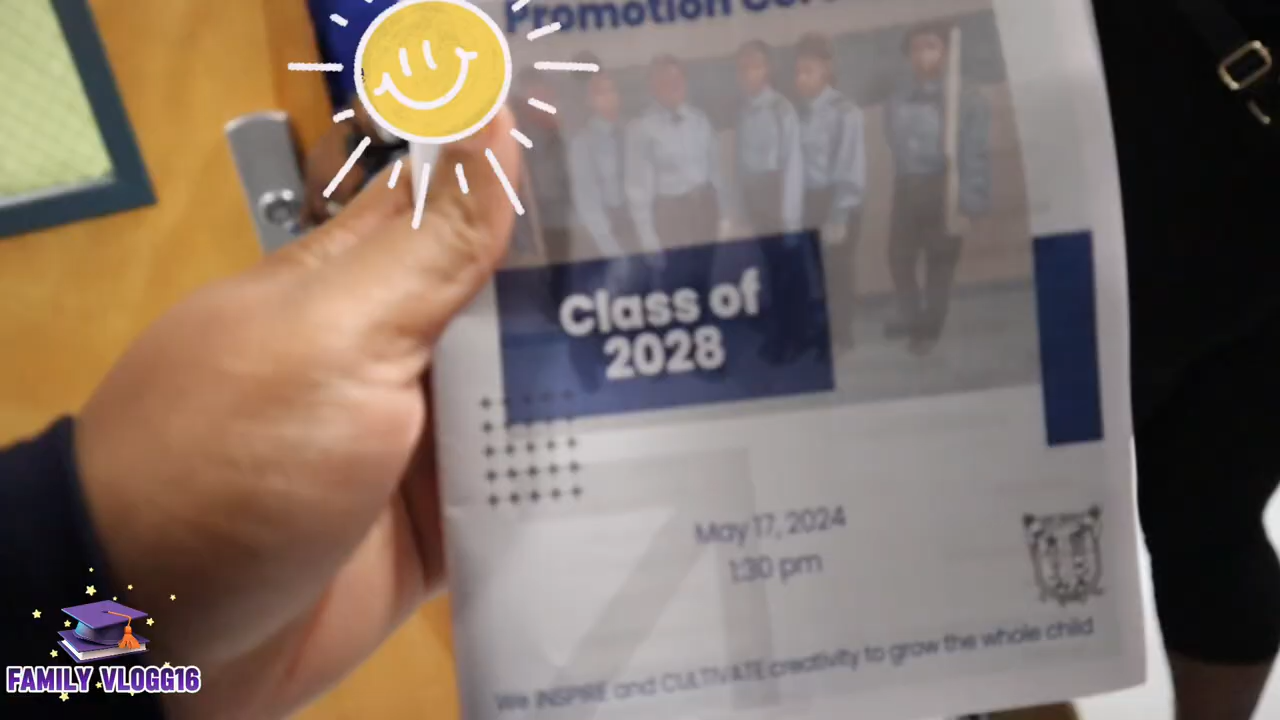 Promotion
Class of
2028
May 17, 2024
1:30 pm
We INSPIRE and CULTIVATE creativity to grow the whole child
FAMILY VLOGG16